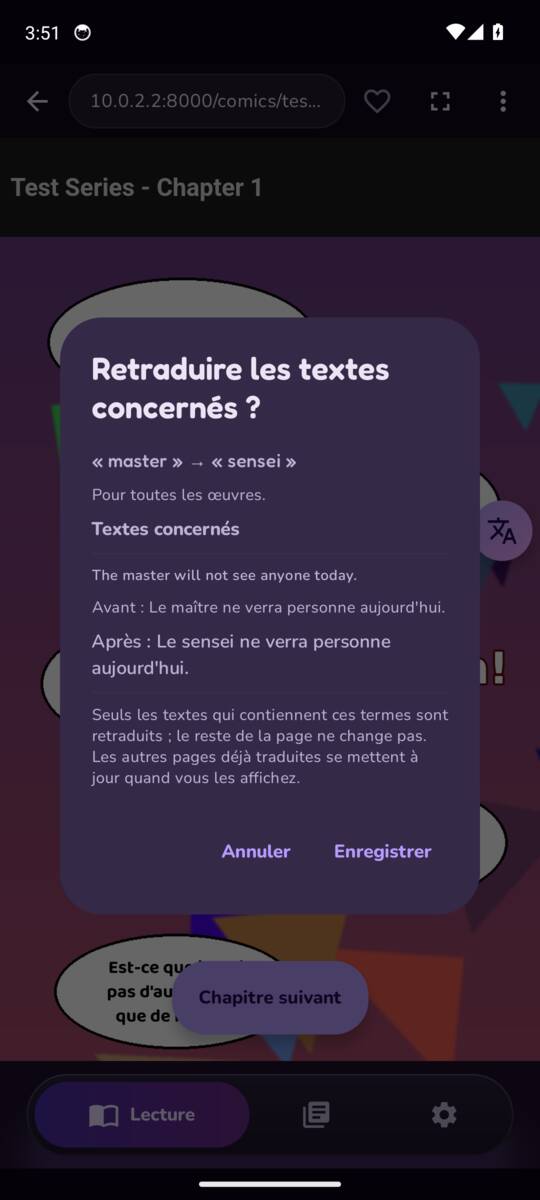 3:51
10.0.2.2:8000/comics/tes...
Test Series - Chapter 1
Retraduire les textes
concernés ?
« master » → « sensei »
Pour toutes les œuvres.
Textes concernés
The master will not see anyone today.
Avant : Le maître ne verra personne aujourd'hui.
Après : Le sensei ne verra personne
aujourd'hui.
Seuls les textes qui contiennent ces termes sont
retraduits ; le reste de la page ne change pas.
Les autres pages déjà traduites se mettent à
jour quand vous les affichez.
Annuler
Enregistrer
Est-ce que
pas d'au
que de
Chapitre suivant
Lecture